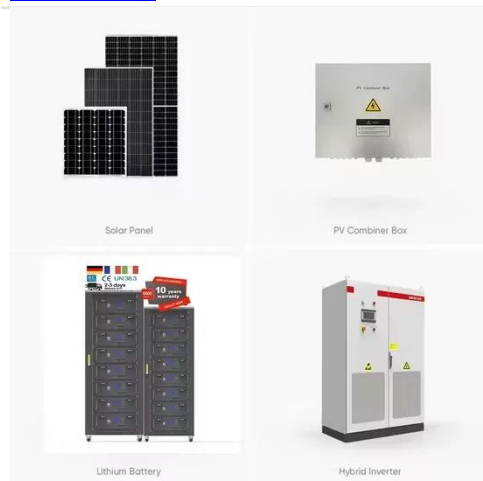 PV Combiner Box
Solar Panel
PV Combiner Box
CE UN38.3
2-3 days
10 years
warranty
Lithium Battery
Hybrid Inverter